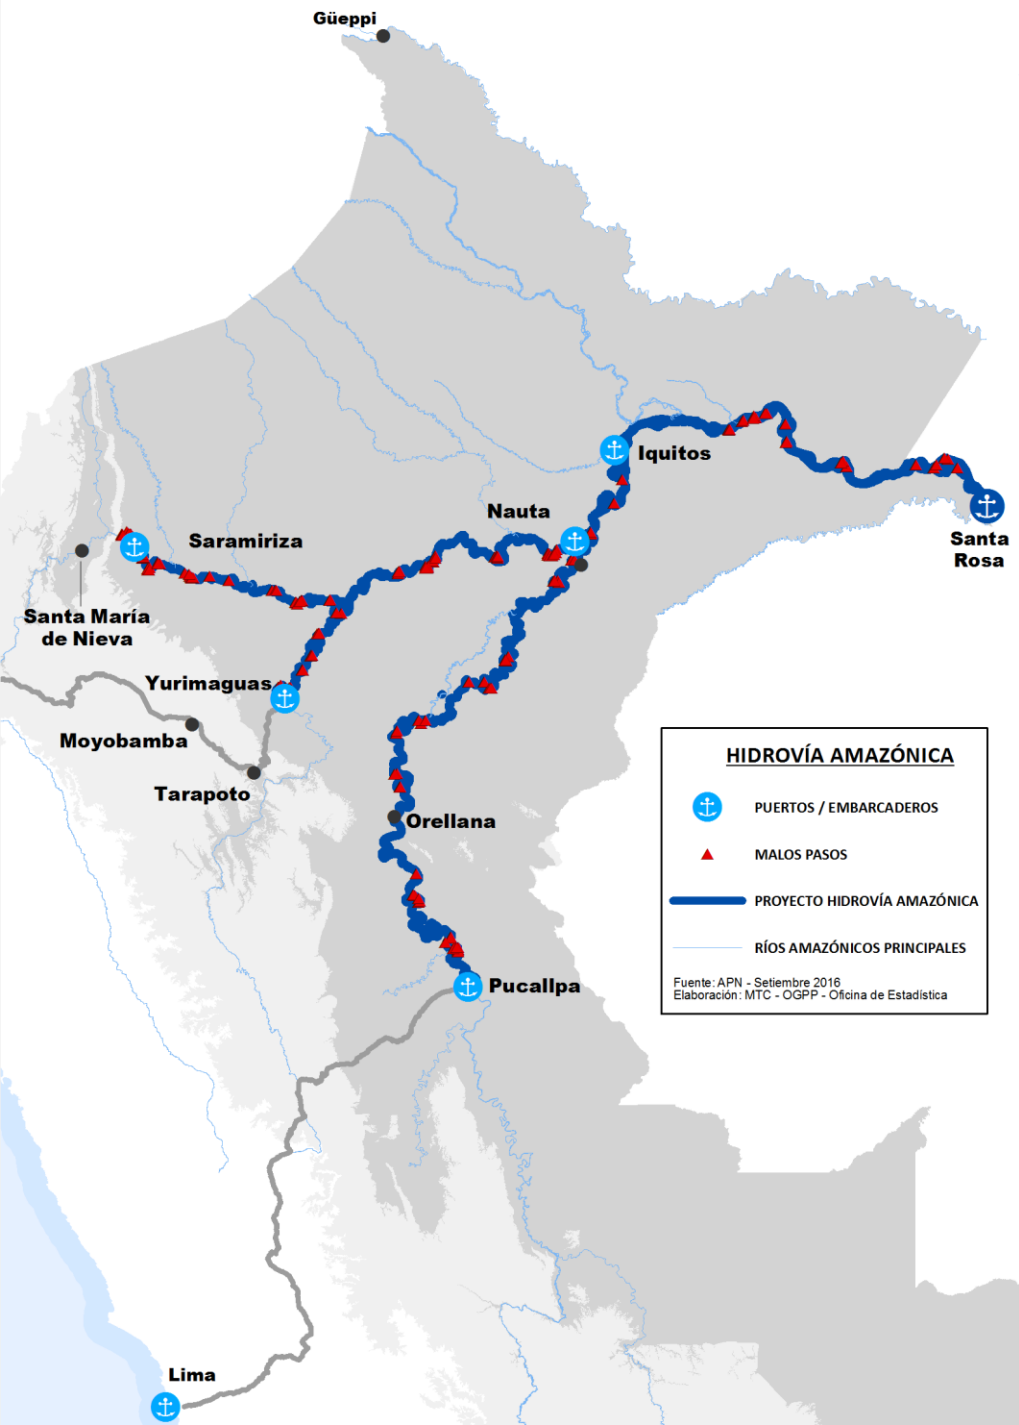 Güeppi
Iquitos
Nauta
Saramiriza
Santa
Rosa
Santa María
de Nieva
Yurimaguas
Moyobamba
Tarapoto
Orellana
Pucallpa
Lima
HIDROVÍA AMAZÓNICA
PUERTOS / EMBARCADEROS
MALOS PASOS
PROYECTO HIDROVÍA AMAZÓNICA
RÍOS AMAZÓNICOS PRINCIPALES
Fuente: APN - Setiembre 2016
Elaboración: MTC - OGPP - Oficina de Estadística